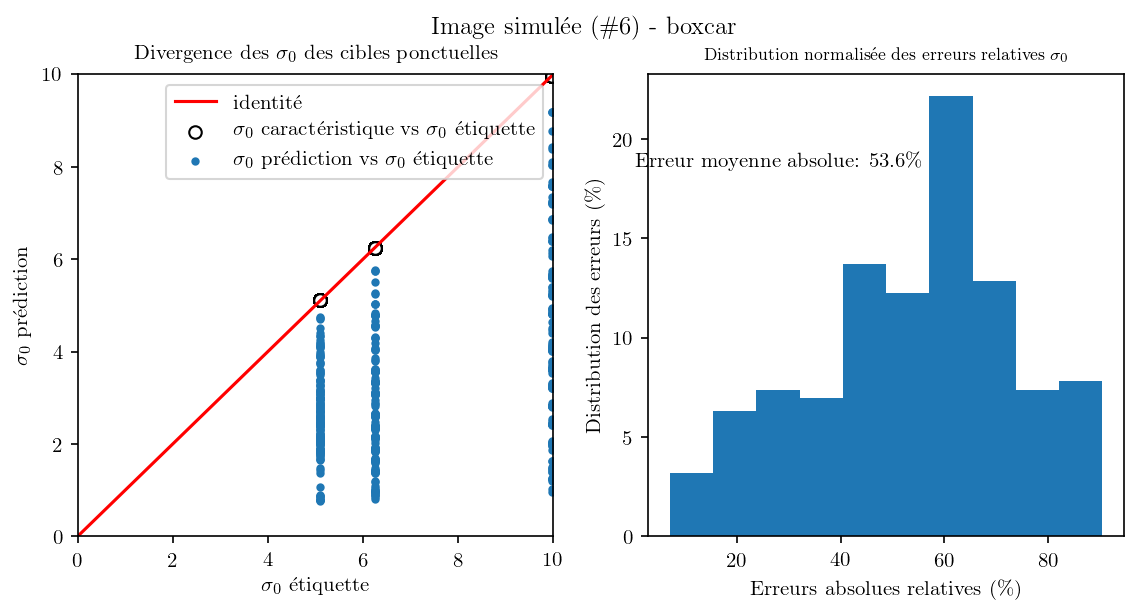 Image simulée (#6) - boxcar
Divergence des σ₀ des cibles ponctuelles
identité
σ₀ caractéristique vs σ₀ étiquette
σ₀ prédiction vs σ₀ étiquette
σ₀ prédiction
10
8
6
4
2
0
0 2 4 6 8 10
σ₀ étiquette
Distribution normalisée des erreurs relatives σ₀
Erreur moyenne absolue: 53.6%
Distribution des erreurs (%)
20
15
10
5
0
20 40 60 80
Erreurs absolues relatives (%)